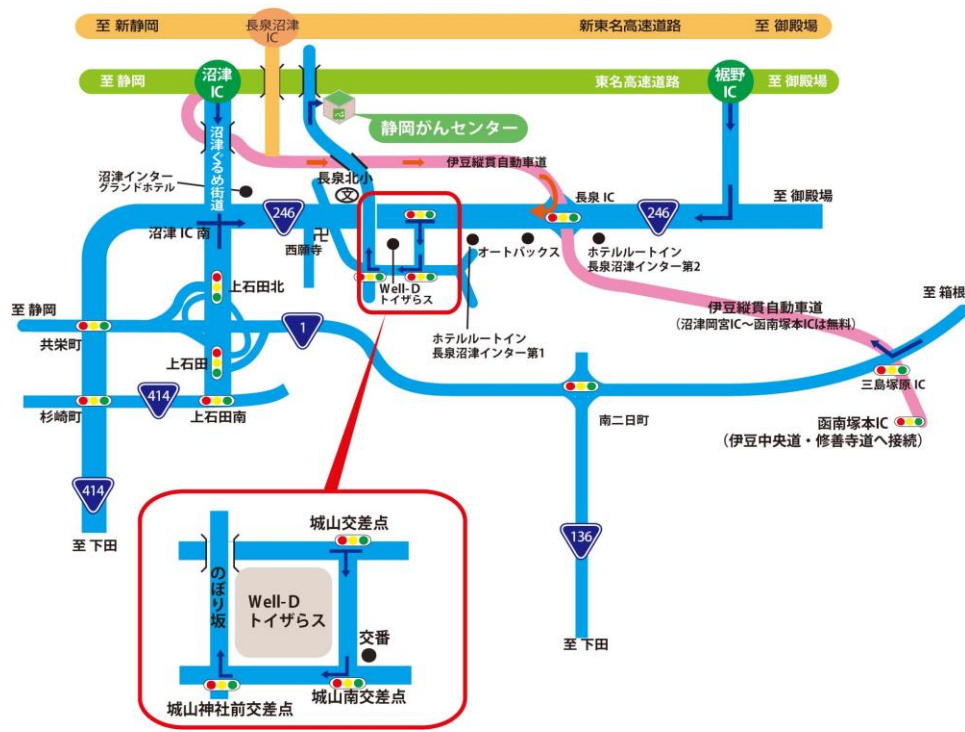 至 新静岡
長泉沼津
IC
新東名高速道路
至 御殿場
至 静岡
沼津
IC
東名高速道路
裾野
IC
至 御殿場
静岡がんセンター
沼津ぐるめ街道
長泉北小
文
伊豆縦貫自動車道
沼津インター
グランドホテル
長泉 IC
至 御殿場
246
246
沼津 IC 南
西願寺
オートバックス
ホテルルートイン
長泉沼津インター第2
Well-D
トイザらス
上石田北
至 静岡
1
伊豆縦貫自動車道
(沼津岡宮IC〜函南塚本ICは無料)
至 箱根
共栄町
上石田
ホテルルートイン
長泉沼津インター第1
三島塚原 IC
414
杉崎町
上石田南
南二日町
函南塚本IC
(伊豆中央道・修善寺道へ接続)
414
至 下田
136
至 下田
城山交差点
のぼり坂
Well-D
トイザらス
交番
城山神社前交差点
城山南交差点